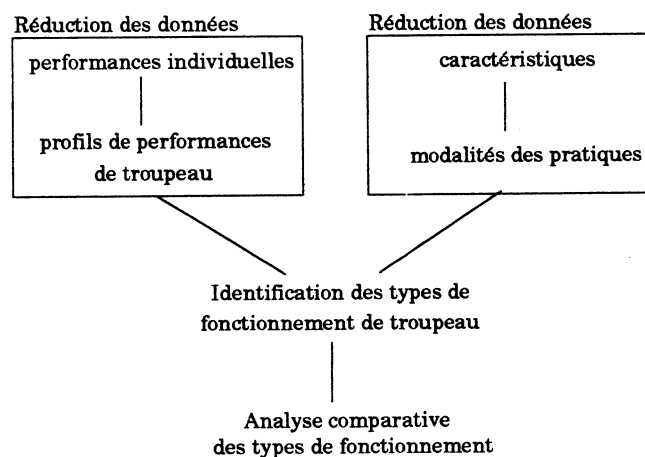 Réduction des données
performances individuelles
profils de performances
de troupeau
Réduction des données
caractéristiques
modalités des pratiques
Identification des types de
fonctionnement de troupeau
Analyse comparative
des types de fonctionnement